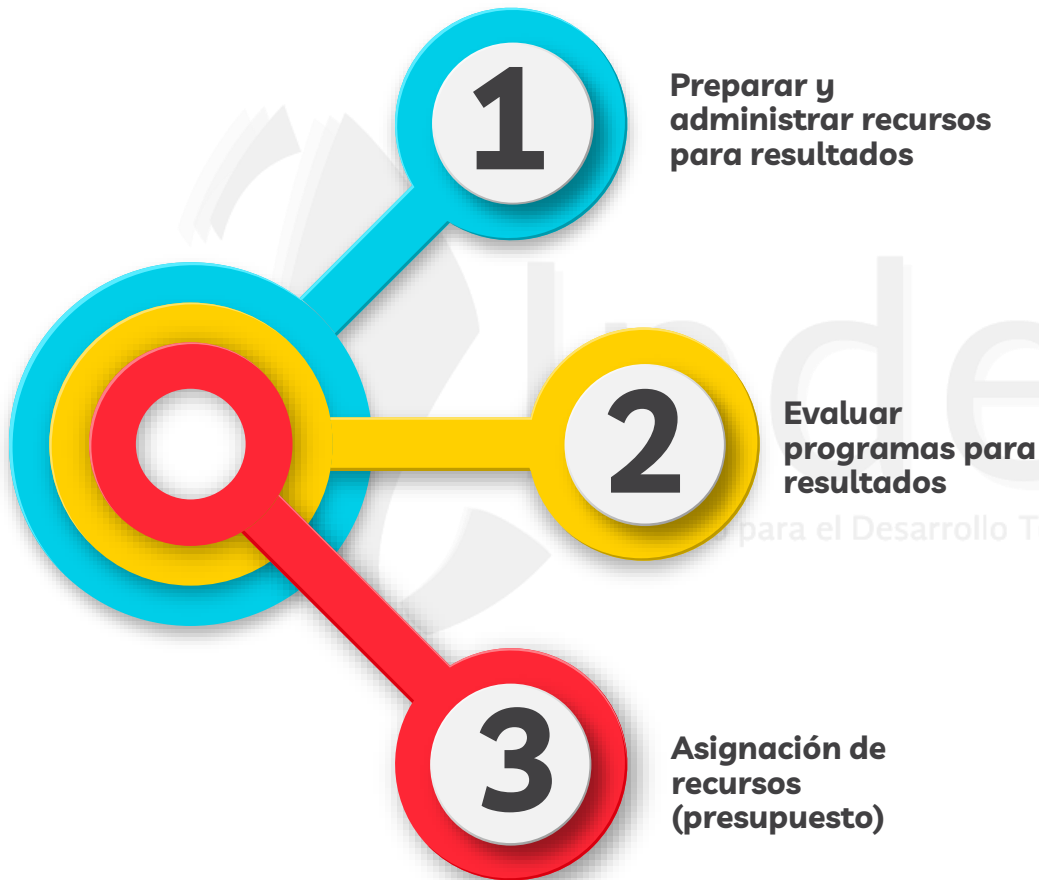 1
Preparar y
administrar recursos
para resultados
Inde
2
Evaluar
programas para
resultados
para el Desarrollo T
3
Asignación de
recursos
(presupuesto)